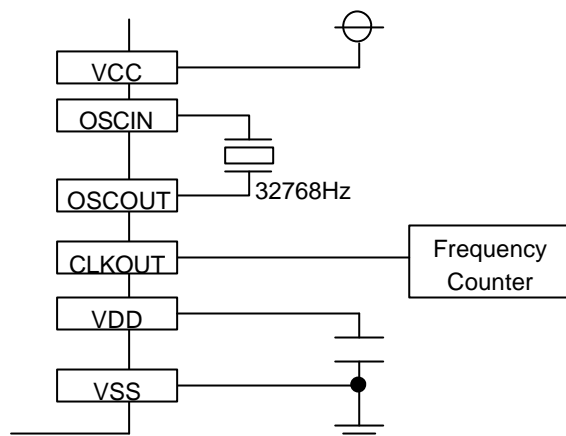 VCC
OSCIN
32768Hz
OSCOUT
CLKOUT
Frequency
Counter
VDD
VSS